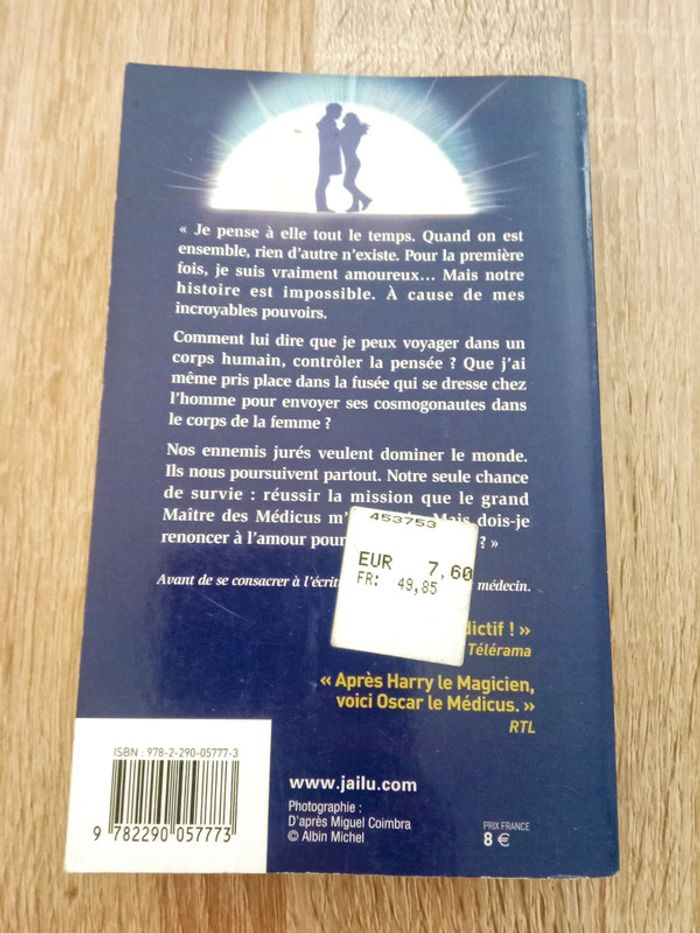 « Je pense à elle tout le temps. Quand on est
ensemble, rien d'autre n'existe. Pour la première
fois, je suis vraiment amoureux… Mais notre
histoire est impossible. À cause de mes
incroyables pouvoirs.
Comment lui dire que je peux voyager dans un
corps humain, contrôler la pensée ? Que j'ai
même pris place dans la fusée qui se dresse chez
l'homme pour envoyer ses cosmogonautes dans
le corps de la femme ?
Nos ennemis jurés veulent dominer le monde.
Ils nous poursuivent partout. Notre seule chance
de survie : réussir la mission que le grand
Maître des Médicus Mais dois-je
renoncer à l'amour pour ? »
Avant de se consacrer à médecin.
453753
EUR 7,60
FR: 49,85
! »
Télérama
« Après Harry le Magicien,
voici Oscar le Médicus. »
RTL
ISBN : 978-2-290-05777-3
9 782290 057773
www.jailu.com
Photographie :
D'après Miguel Coimbra
© Albin Michel
PRIX FRANCE
8 €